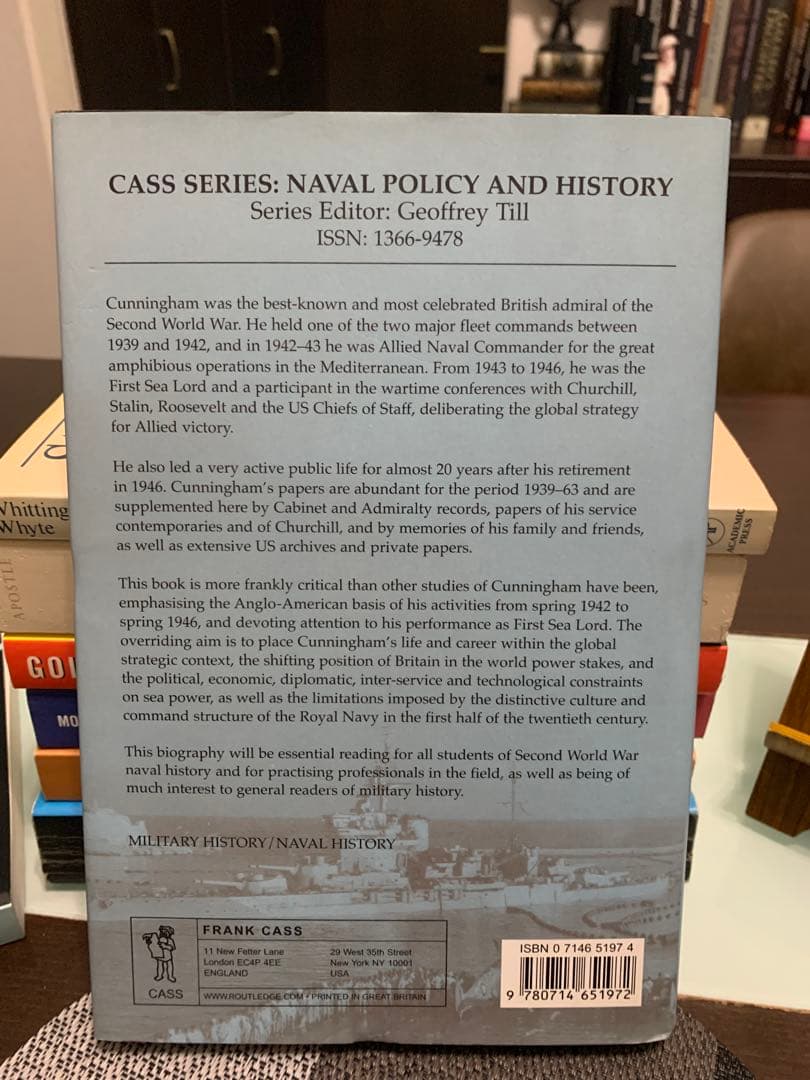 CASS SERIES: NAVAL POLICY AND HISTORY
Series Editor: Geoffrey Till
ISSN: 1366-9478
Cunningham was the best-known and most celebrated British admiral of the
Second World War. He held one of the two major fleet commands between
1939 and 1942, and in 1942–43 he was Allied Naval Commander for the great
amphibious operations in the Mediterranean. From 1943 to 1946, he was the
First Sea Lord and a participant in the wartime conferences with Churchill,
Stalin, Roosevelt and the US Chiefs of Staff, deliberating the global strategy
for Allied victory.
He also led a very active public life for almost 20 years after his retirement
in 1946. Cunningham's papers are abundant for the period 1939–63 and are
supplemented here by Cabinet and Admiralty records, papers of his service
contemporaries and of Churchill, and by memories of his family and friends,
as well as extensive US archives and private papers.
This book is more frankly critical than other studies of Cunningham have been,
emphasising the Anglo-American basis of his activities from spring 1942 to
spring 1946, and devoting attention to his performance as First Sea Lord. The
overriding aim is to place Cunningham's life and career within the global
strategic context, the shifting position of Britain in the world power stakes, and
the political, economic, diplomatic, inter-service and technological constraints
on sea power, as well as the limitations imposed by the distinctive culture and
command structure of the Royal Navy in the first half of the twentieth century.
This biography will be essential reading for all students of Second World War
naval history and for practising professionals in the field, as well as being of
much interest to general readers of military history.
MILITARY HISTORY/NAVAL HISTORY
FRANK CASS
11 New Fetter Lane
London EC4P 4EE
ENGLAND
29 West 35th Street
New York NY 10001
USA
CASS
WWW.ROUTLEDGE.COM • PRINTED IN GREAT BRITAIN
ISBN 0 7146 5197 4
9 780714 651972
Whitting
Whyte
APOSTLE
GOI
MO
ACADEMIC
PRESS